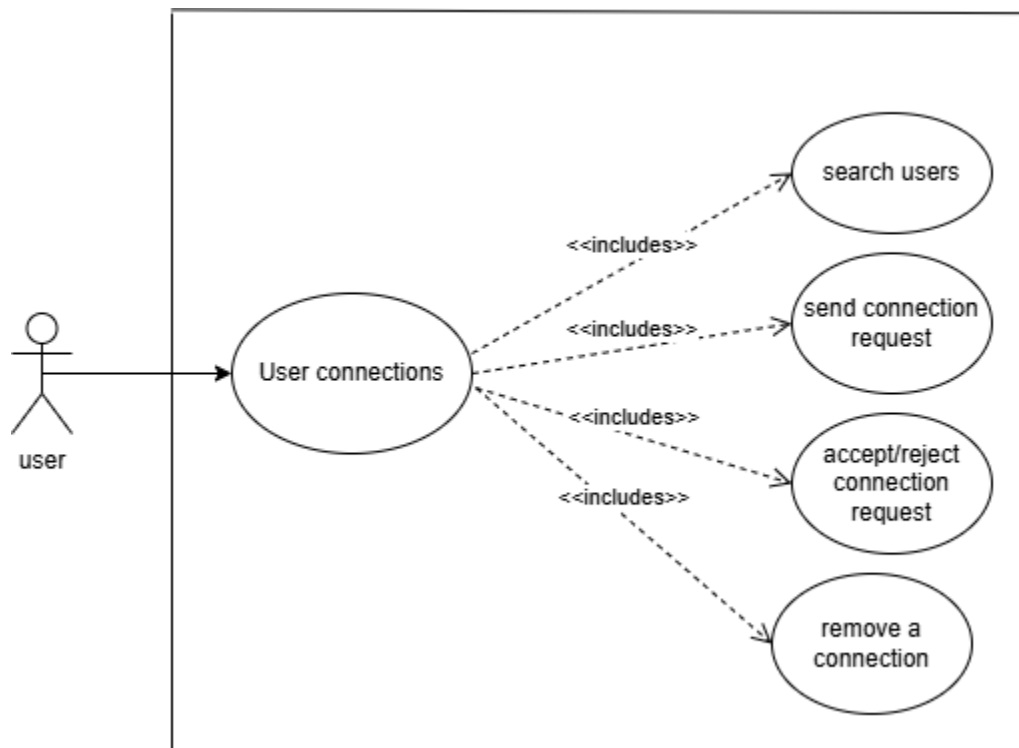 search users
<<includes>>
send connection
request
<<includes>>
User connections
<<includes>>
accept/reject
connection
request
user
<<includes>>
remove a
connection